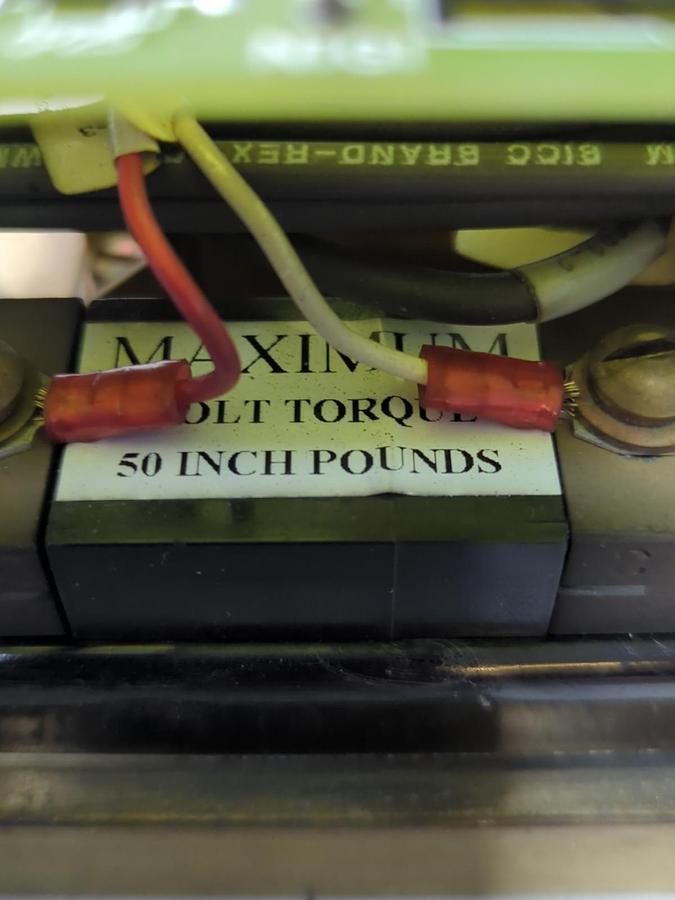 BICC BRAND-REX
MAXIMUM
OLT TORQUE
50 INCH POUNDS